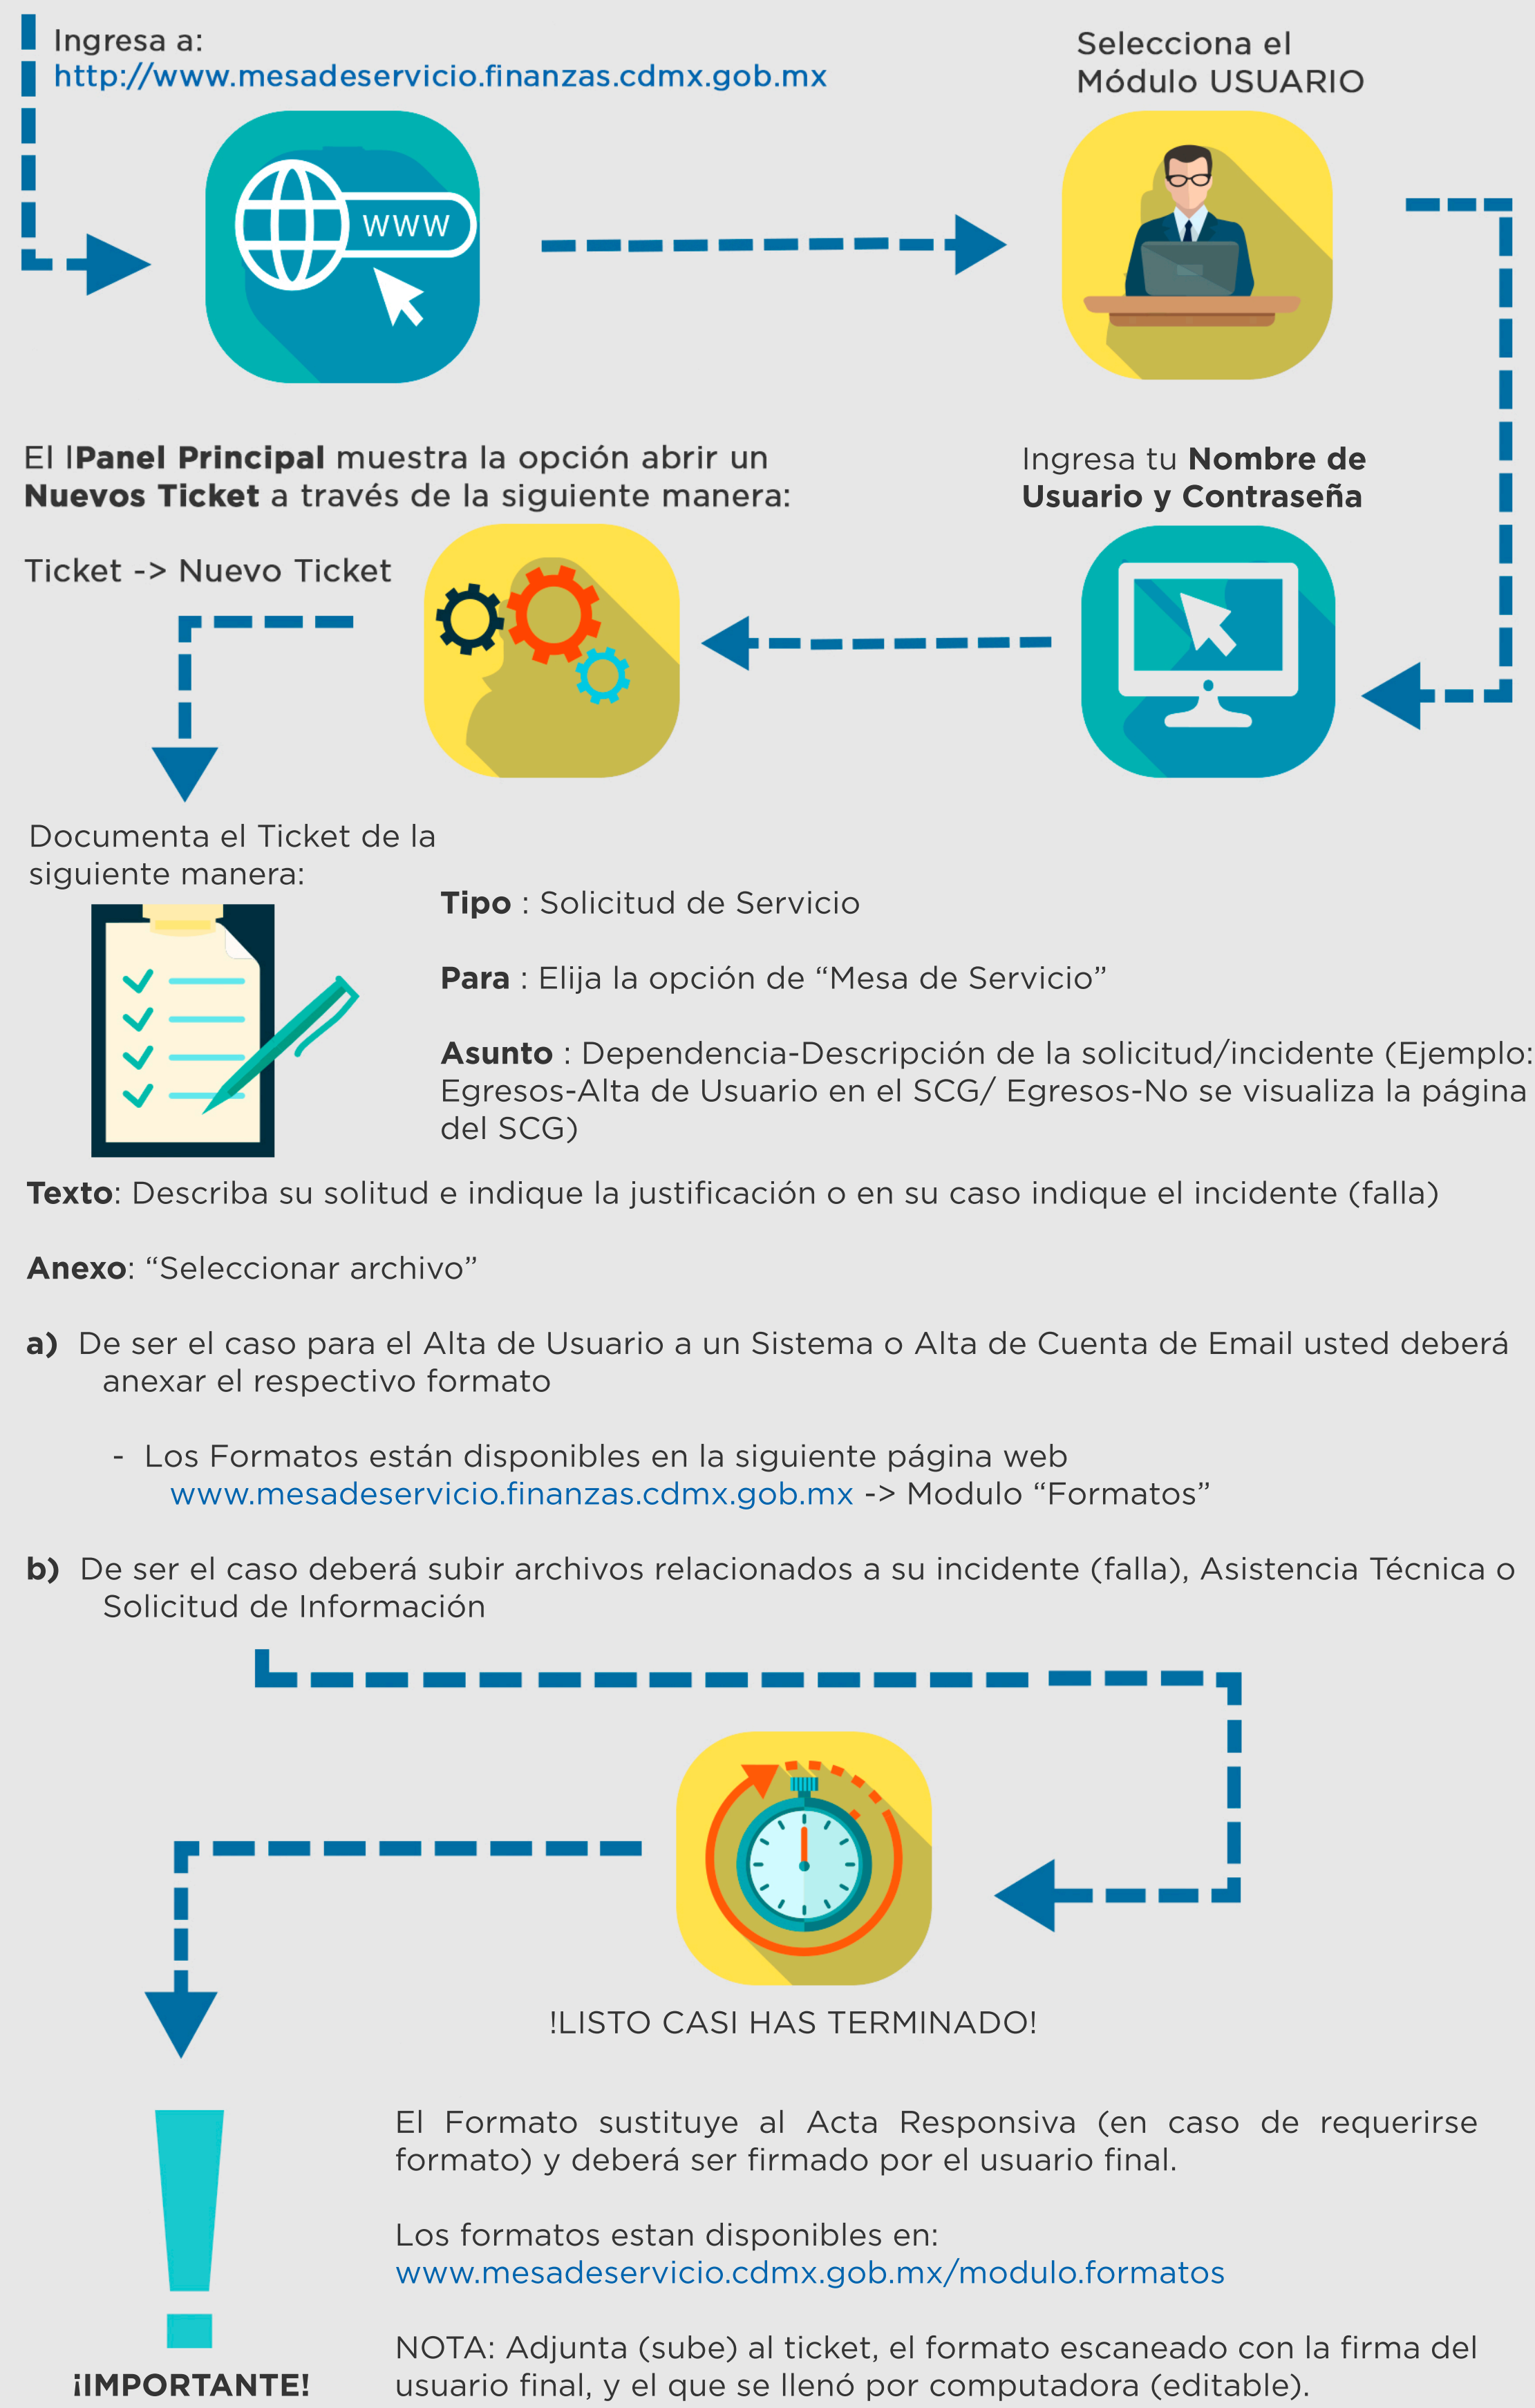 Ingresa a:
http://www.mesadeservicio.finanzas.cdmx.gob.mx
WWW
Selecciona el
Módulo USUARIO
Ingresa tu Nombre de
Usuario y Contraseña
El lPanel Principal muestra la opción abrir un
Nuevos Ticket a través de la siguiente manera:
Ticket -> Nuevo Ticket
Documenta el Ticket de la
siguiente manera:
Tipo : Solicitud de Servicio
Para : Elija la opción de “Mesa de Servicio”
Asunto : Dependencia-Descripción de la solicitud/incidente (Ejemplo:
Egresos-Alta de Usuario en el SCG/ Egresos-No se visualiza la página
del SCG)
Texto: Describa su solitud e indique la justificación o en su caso indique el incidente (falla)
Anexo: “Seleccionar archivo”
a) De ser el caso para el Alta de Usuario a un Sistema o Alta de Cuenta de Email usted deberá
anexar el respectivo formato
- Los Formatos están disponibles en la siguiente página web
www.mesadeservicio.finanzas.cdmx.gob.mx -> Modulo “Formatos”
b) De ser el caso deberá subir archivos relacionados a su incidente (falla), Asistencia Técnica o
Solicitud de Información
!LISTO CASI HAS TERMINADO!
El Formato sustituye al Acta Responsiva (en caso de requerirse
formato) y deberá ser firmado por el usuario final.
Los formatos estan disponibles en:
www.mesadeservicio.cdmx.gob.mx/modulo.formatos
NOTA: Adjunta (sube) al ticket, el formato escaneado con la firma del
usuario final, y el que se llenó por computadora (editable).
¡IMPORTANTE!